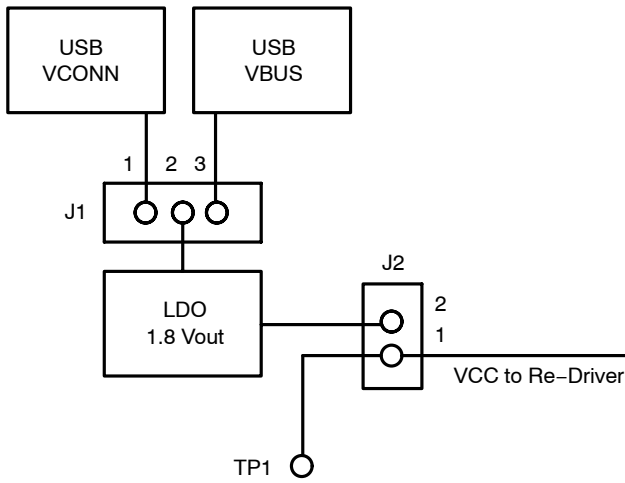 USB
VCONN
USB
VBUS
1
2
3
J1
LDO
1.8 Vout
J2
2
1
VCC to Re−Driver
TP1